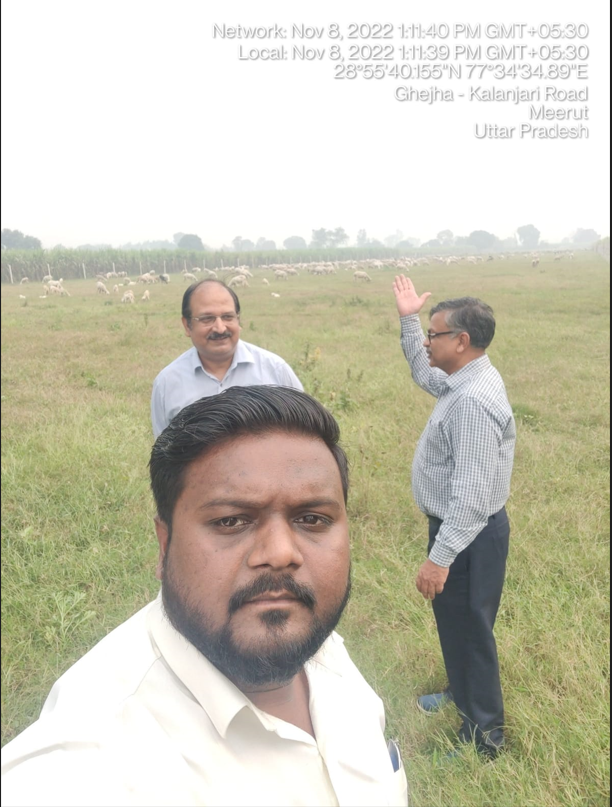 Network: Nov 8, 2022 1:11:40 PM GMT+05:30
Local: Nov 8, 2022 1:11:39 PM GMT+05:30
28°55'40.155"N 77°34'34.89"E
Ghejha - Kalanjari Road
Meerut
Uttar Pradesh